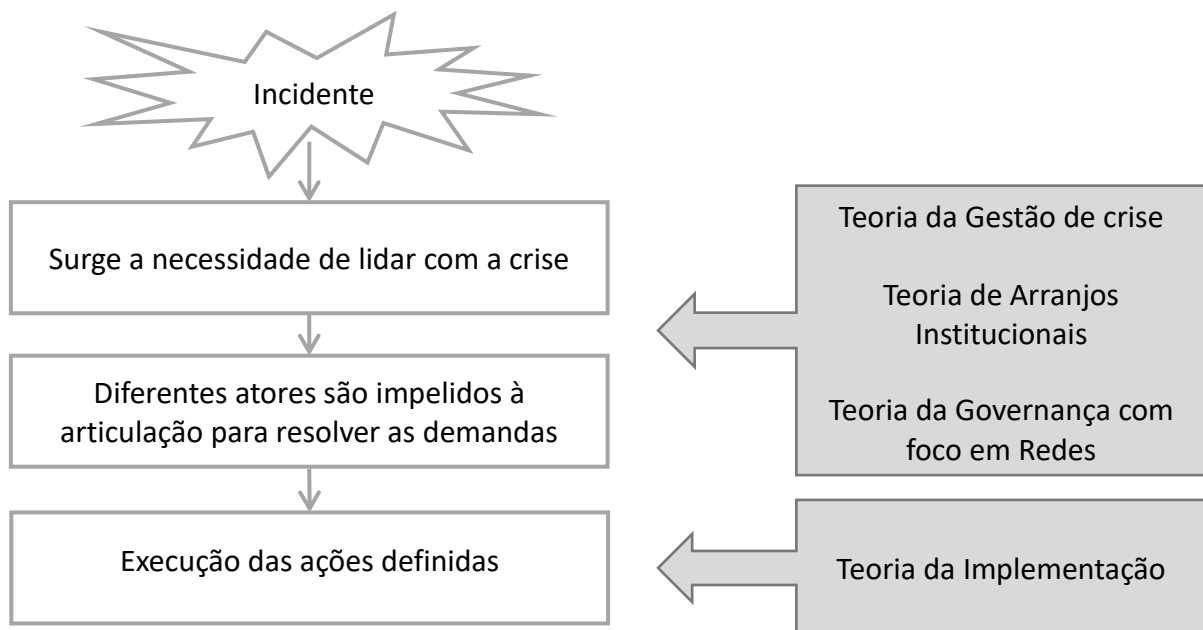 Incidente
Surge a necessidade de lidar com a crise
Diferentes atores são impelidos à
articulação para resolver as demandas
Execução das ações definidas
Teoria da Gestão de crise
Teoria de Arranjos
Institucionais
Teoria da Governança com
foco em Redes
Teoria da Implementação